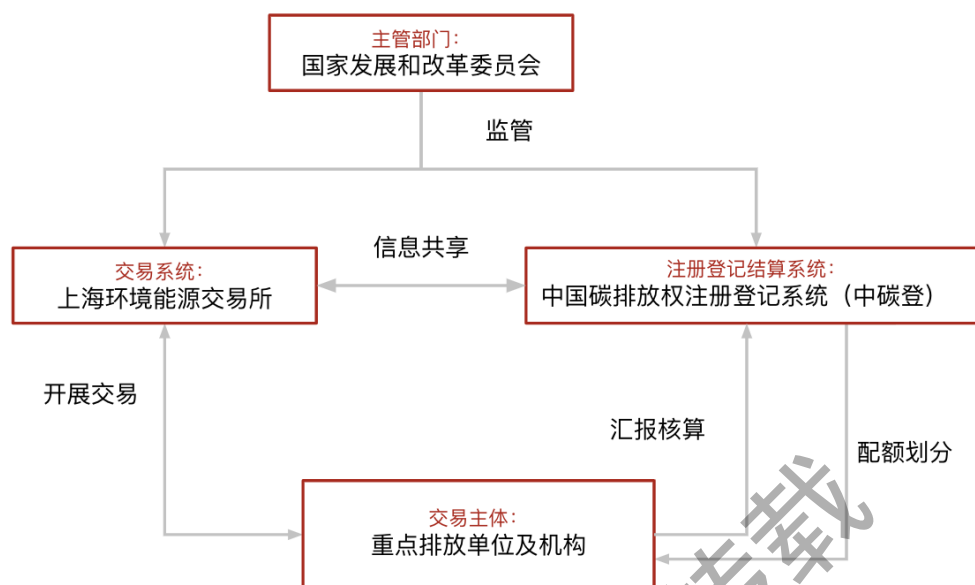 主管部门：
国家发展和改革委员会
监管
信息共享
交易系统：
上海环境能源交易所
注册登记结算系统：
中国碳排放权注册登记系统（中碳登）
开展交易
汇报核算
配额划分
交易主体：
重点排放单位及机构
载